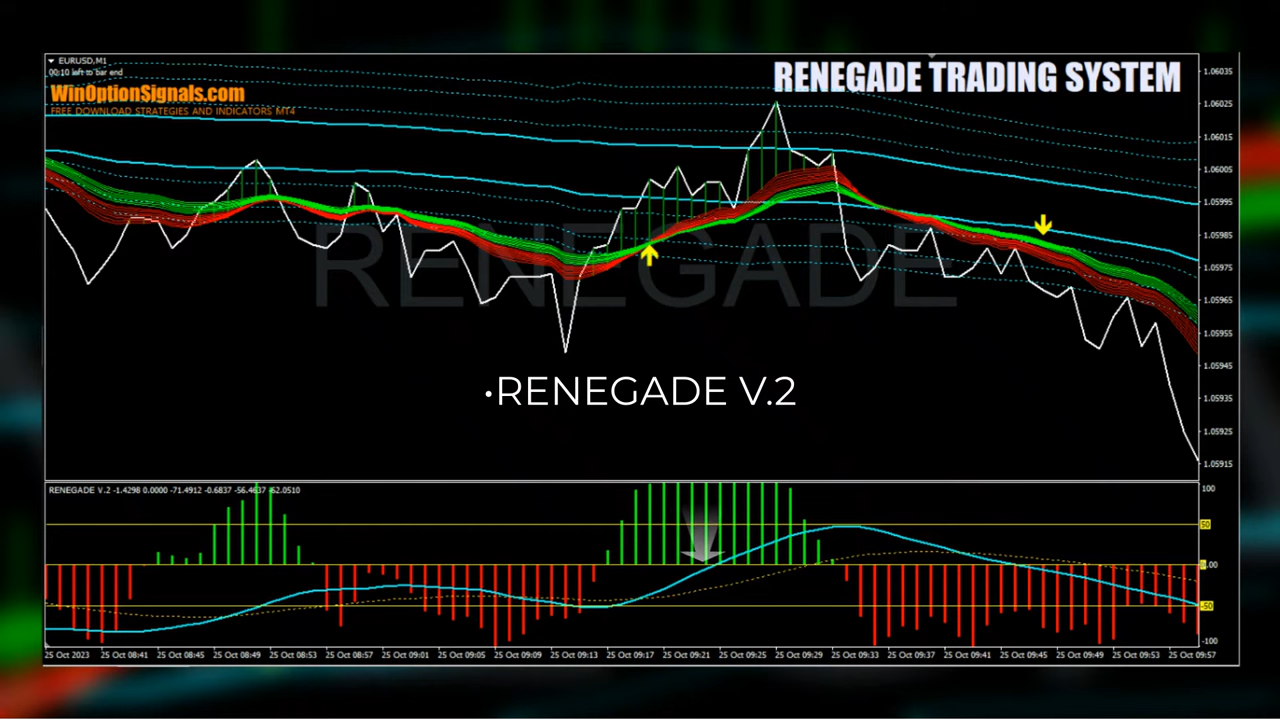 EURUSD,M1
00:10 left to bar end
WinOptionSignals.com
FREE DOWNLOAD STRATEGIES AND INDICATORS MT4
RENEGADE TRADING SYSTEM
1.06035
1.06025
1.06015
1.06005
1.05995
1.05985
1.05975
1.05965
1.05955
1.05945
1.05935
1.05925
1.05915
RENEGADE
•RENEGADE V.2
RENEGADE V.2 -1.4298 0.0000 -71.4912 -0.6837 -56.4637 -62.0510
100
50
0.00
-50
-100
25 Oct 2023
25 Oct 08:41
25 Oct 08:45
25 Oct 08:49
25 Oct 08:53
25 Oct 08:57
25 Oct 09:01
25 Oct 09:05
25 Oct 09:09
25 Oct 09:13
25 Oct 09:17
25 Oct 09:21
25 Oct 09:25
25 Oct 09:29
25 Oct 09:33
25 Oct 09:37
25 Oct 09:41
25 Oct 09:45
25 Oct 09:49
25 Oct 09:53
25 Oct 09:57